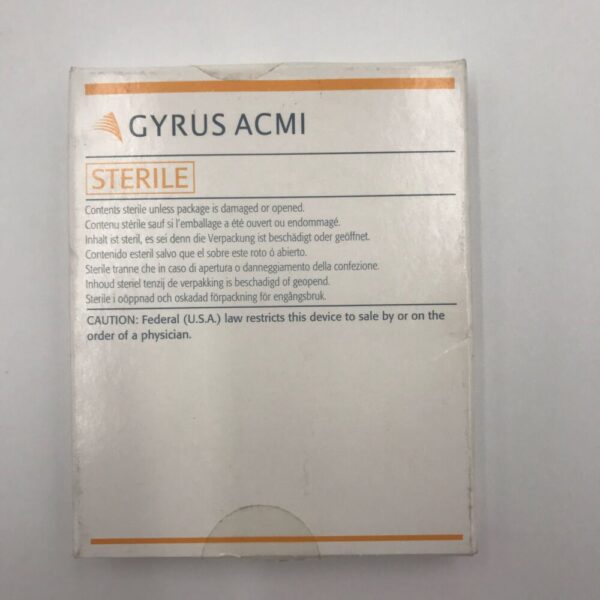 GYRUS ACMI
STERILE
Contents sterile unless package is damaged or opened.
Contenu stérile sauf si l'emballage a été ouvert ou endommagé.
Inhalt ist steril, es sei denn die Verpackung ist beschädigt oder geöffnet.
Contenido esteril salvo que el sobre este roto ó abierto.
Sterile tranne che in caso di apertura o danneggiamento della confezione.
Inhoud steriel tenzij de verpakking is beschadigd of geopend.
Sterile i oöppnad och oskadad förpackning för engångsbruk.
CAUTION: Federal (U.S.A.) law restricts this device to sale by or on the
order of a physician.